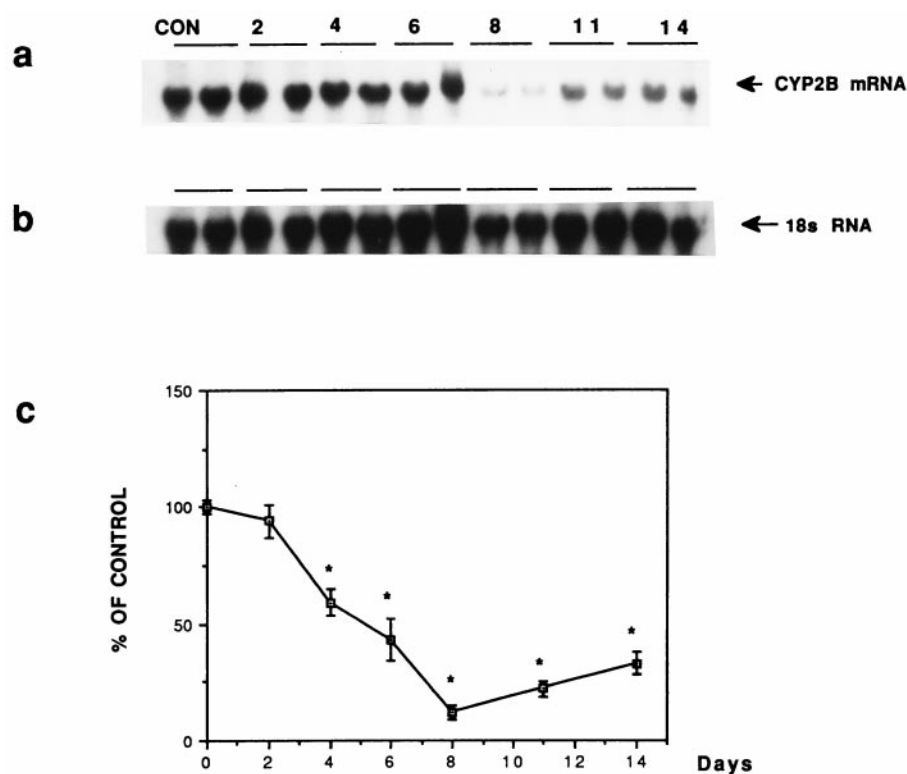 CON 2 4 6 8 11 14
a
← CYP2B mRNA
b
← 18s RNA
c
150
100
50
0
% OF CONTROL
* * * * *
0 2 4 6 8 10 12 14
Days